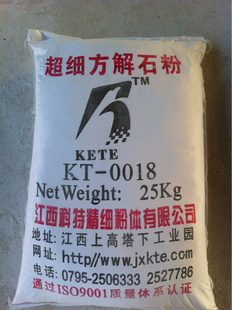 超细方解石粉
TM
KETE
KT-0018
NetWeight: 25Kg
江西科特精细粉体有限公司
地址: 江西上高塔下工业园
网址: http//www.jxkte.com
电话: 0795-2506333 2527786
通过ISO9001质量体系认证